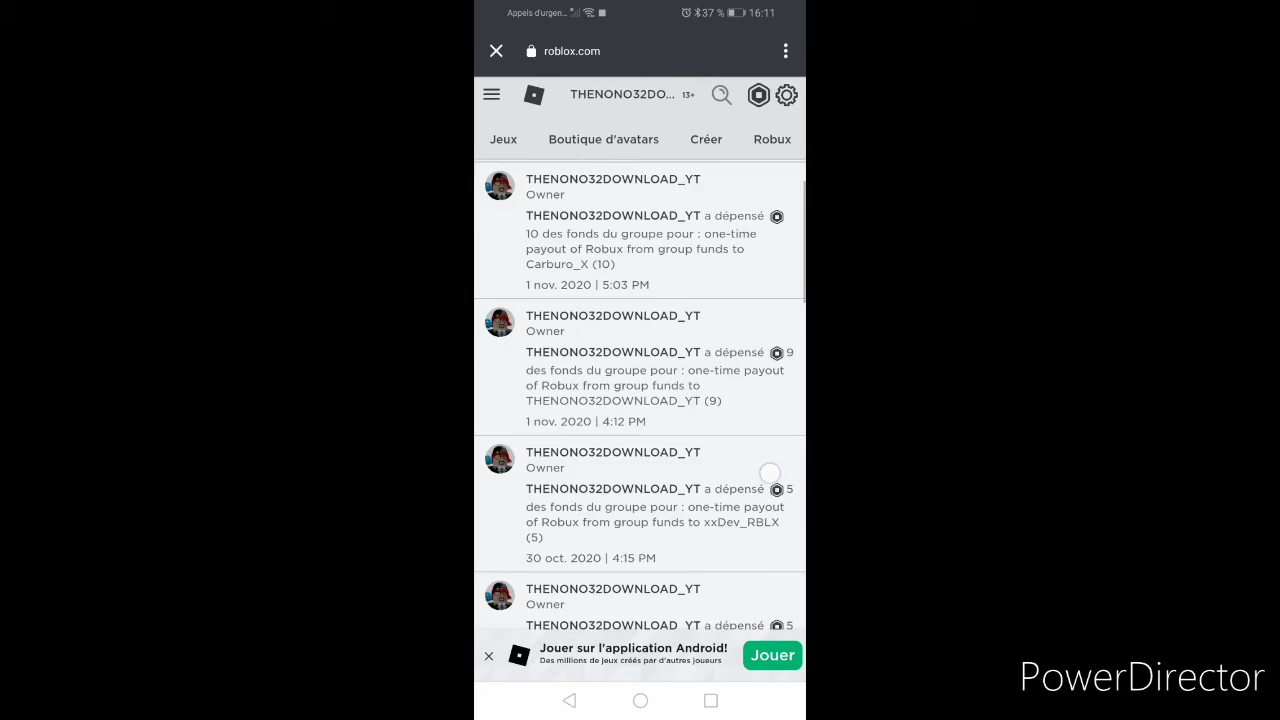 Appels d'urgen... 37 % 16:11
roblox.com
THENONO32DO... 13+
Jeux Boutique d'avatars Créer Robux
THENONO32DOWNLOAD_YT
Owner
THENONO32DOWNLOAD_YT a dépensé
10 des fonds du groupe pour : one-time
payout of Robux from group funds to
Carburo_X (10)
1 nov. 2020 | 5:03 PM
THENONO32DOWNLOAD_YT
Owner
THENONO32DOWNLOAD_YT a dépensé 9
des fonds du groupe pour : one-time payout
of Robux from group funds to
THENONO32DOWNLOAD_YT (9)
1 nov. 2020 | 4:12 PM
THENONO32DOWNLOAD_YT
Owner
THENONO32DOWNLOAD_YT a dépensé 5
des fonds du groupe pour : one-time payout
of Robux from group funds to xxDev_RBLX
(5)
30 oct. 2020 | 4:15 PM
THENONO32DOWNLOAD_YT
Owner
THENONO32DOWNLOAD_YT a dépensé 5
Jouer sur l'application Android!
Des millions de jeux créés par d'autres joueurs
Jouer
PowerDirector